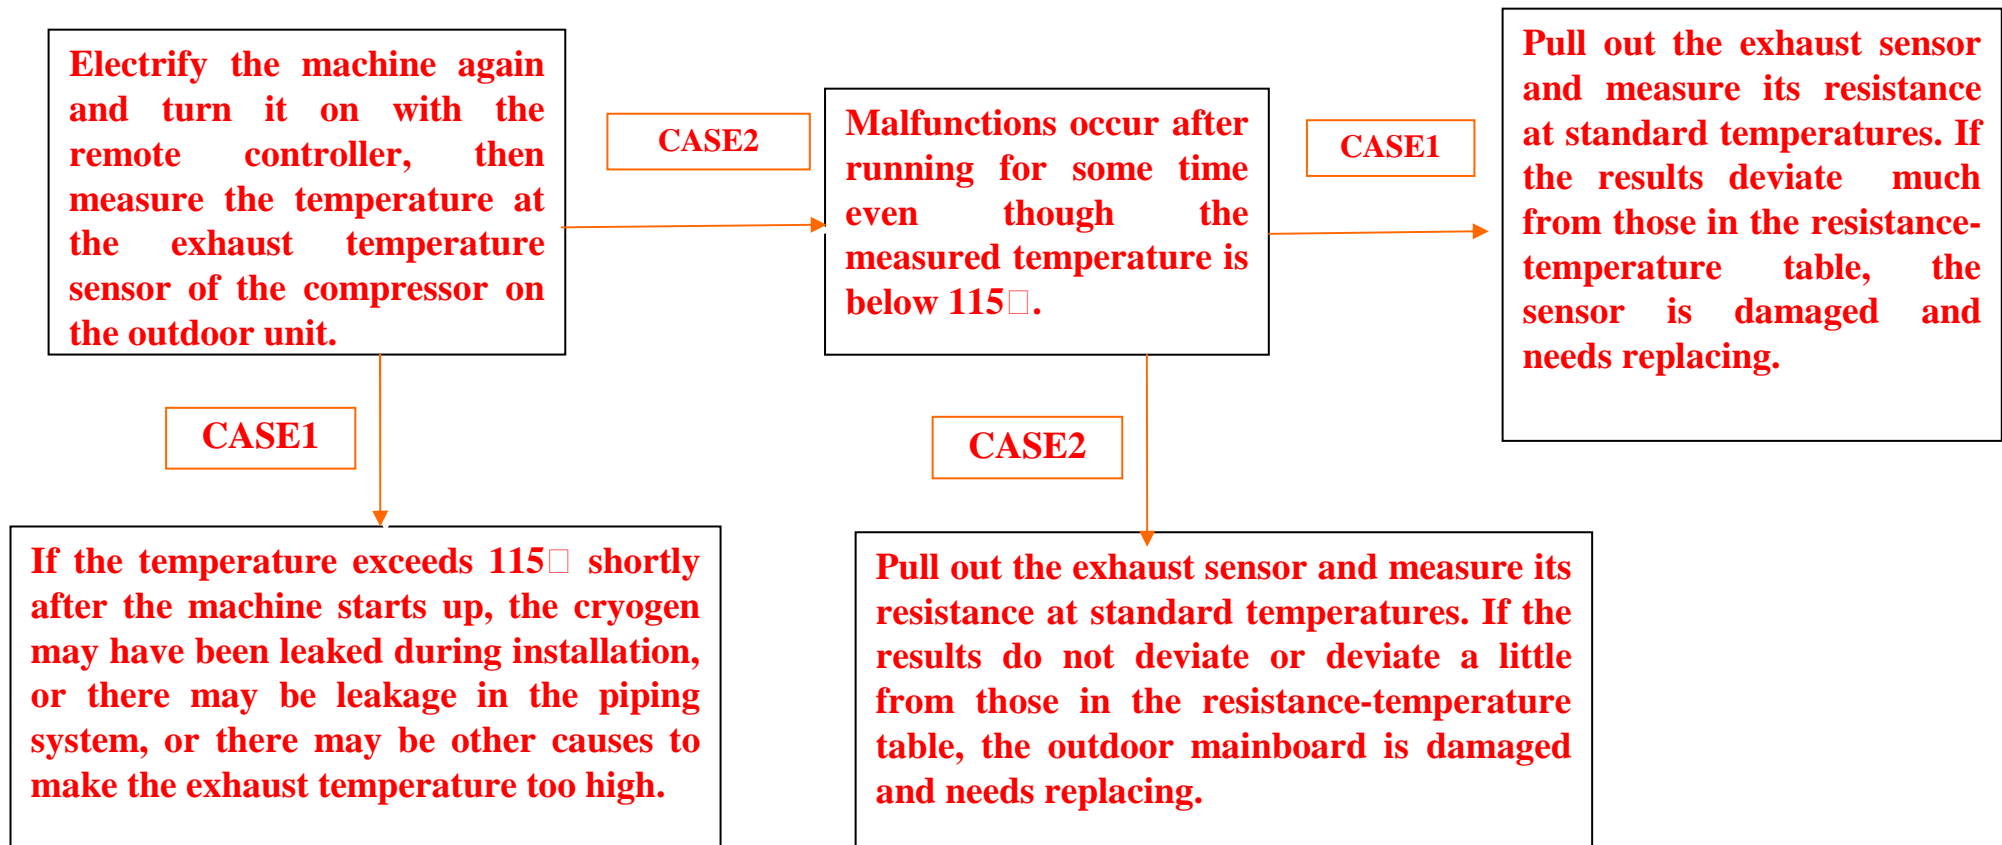 Electrify the machine again
and turn it on with the
remote controller, then
measure the temperature at
the exhaust temperature
sensor of the compressor on
the outdoor unit.
CASE2
Malfunctions occur after
running for some time
even though the
measured temperature is
below 115□.
CASE1
Pull out the exhaust sensor
and measure its resistance
at standard temperatures. If
the results deviate much
from those in the resistance-
temperature table, the
sensor is damaged and
needs replacing.
CASE1
If the temperature exceeds 115□ shortly
after the machine starts up, the cryogen
may have been leaked during installation,
or there may be leakage in the piping
system, or there may be other causes to
make the exhaust temperature too high.
CASE2
Pull out the exhaust sensor and measure its
resistance at standard temperatures. If the
results do not deviate or deviate a little
from those in the resistance-temperature
table, the outdoor mainboard is damaged
and needs replacing.